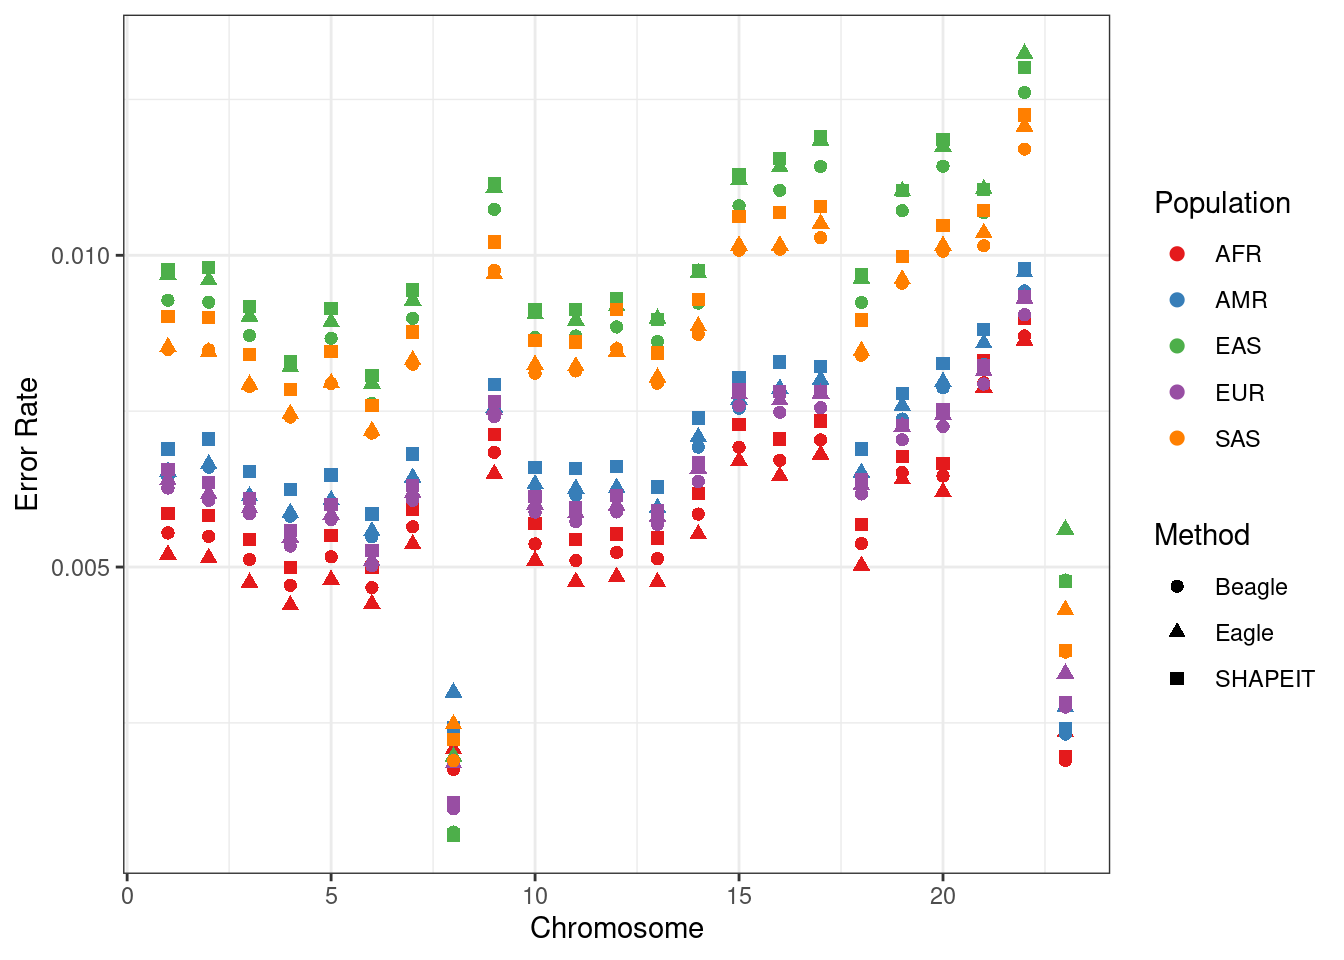 Error Rate
0.010
0.005
0
5
10
15
20
Chromosome
Population
AFR
AMR
EAS
EUR
SAS
Method
Beagle
Eagle
SHAPEIT